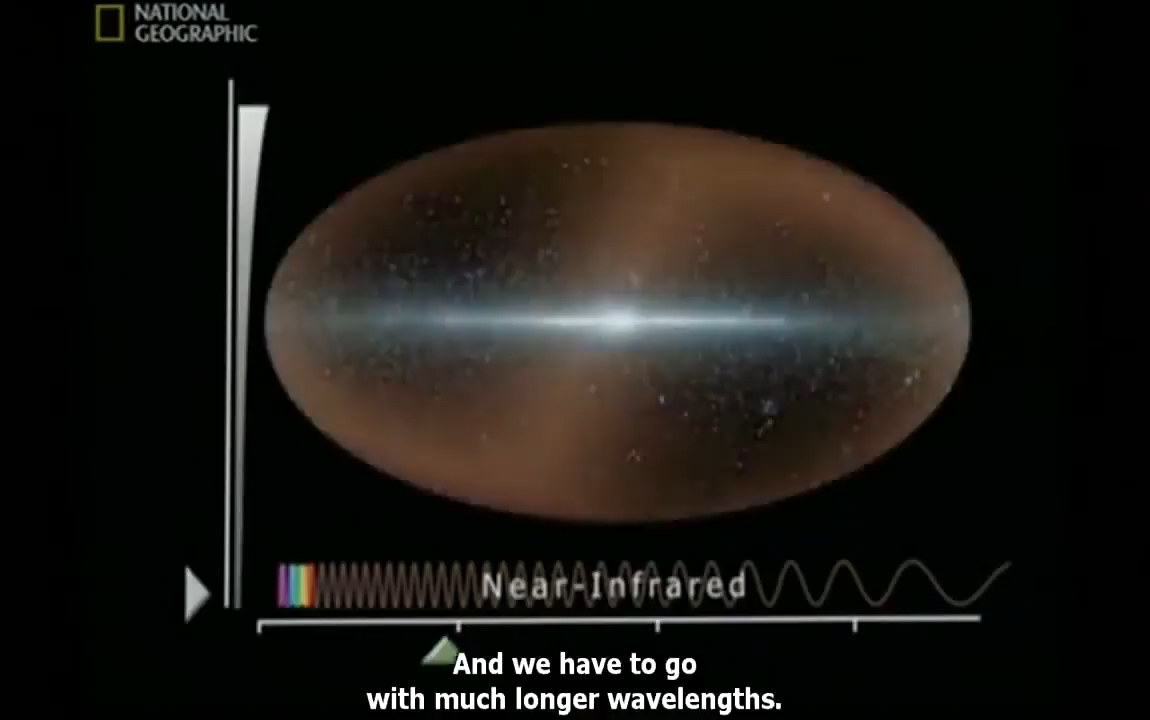 NATIONAL
GEOGRAPHIC
Near-Infrared
And we have to go
with much longer wavelengths.